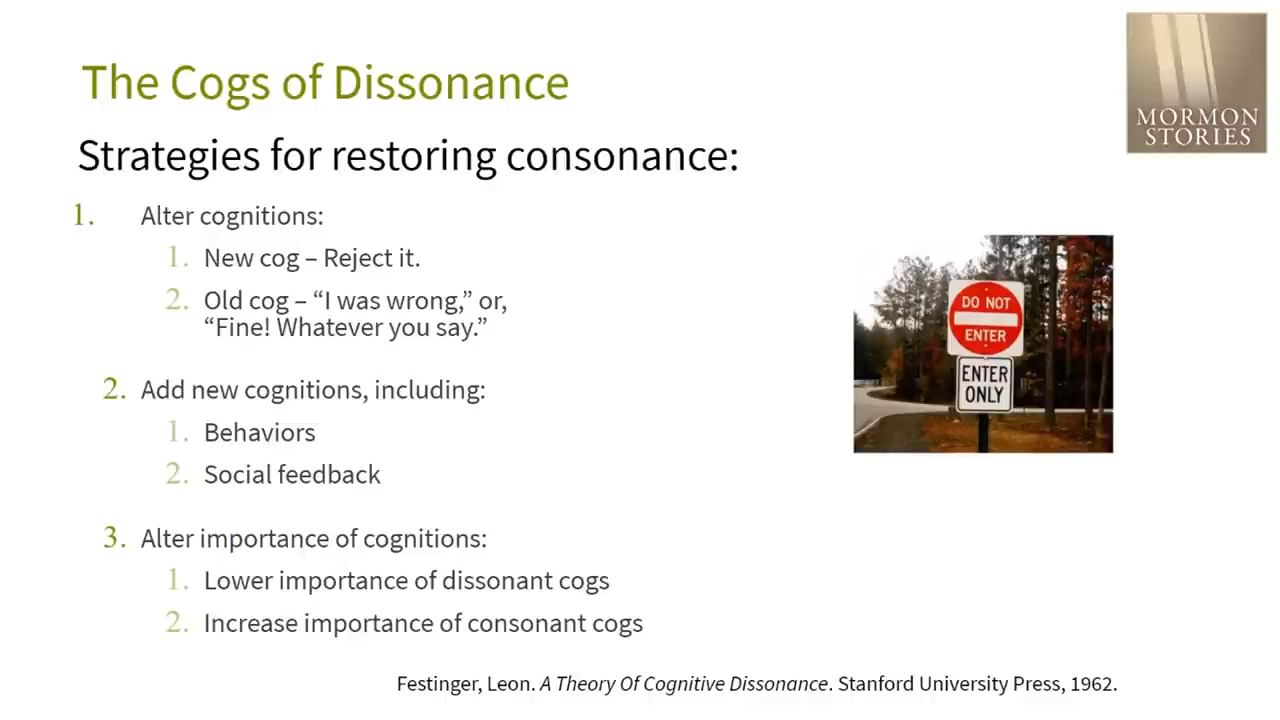 The Cogs of Dissonance
MORMON
STORIES
Strategies for restoring consonance:
1. Alter cognitions:
1. New cog – Reject it.
2. Old cog – “I was wrong,” or,
“Fine! Whatever you say.”
2. Add new cognitions, including:
1. Behaviors
2. Social feedback
3. Alter importance of cognitions:
1. Lower importance of dissonant cogs
2. Increase importance of consonant cogs
DO NOT
ENTER
ENTER
ONLY
Festinger, Leon. A Theory Of Cognitive Dissonance. Stanford University Press, 1962.